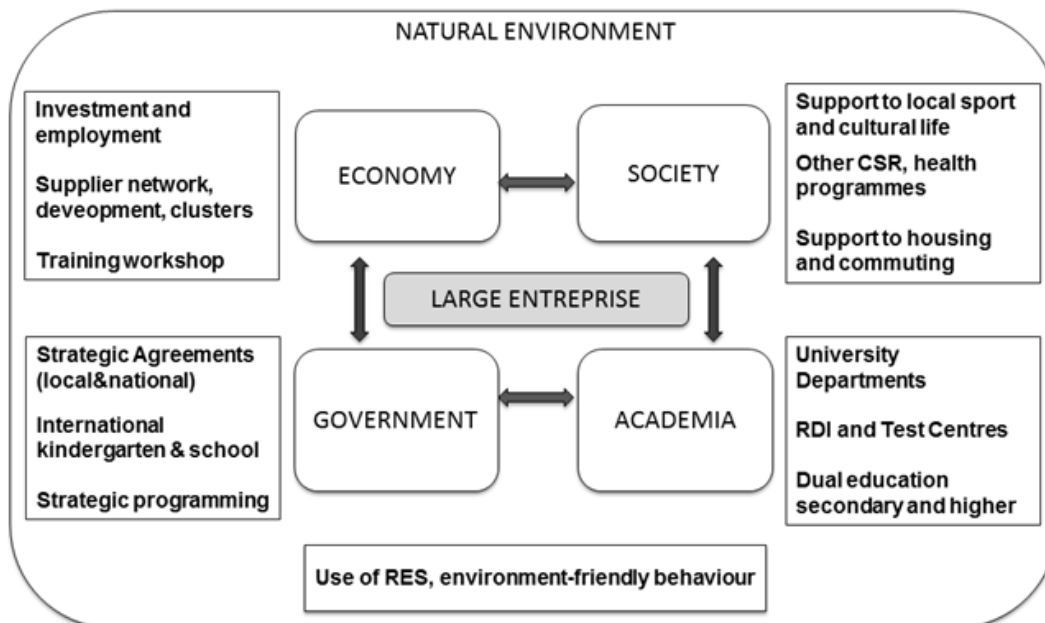 NATURAL ENVIRONMENT
Investment and
employment
Supplier network,
deveopment, clusters
Training workshop
ECONOMY
SOCIETY
Support to local sport
and cultural life
Other CSR, health
programmes
Support to housing
and commuting
LARGE ENTREPRISE
Strategic Agreements
(local&national)
International
kindergarten & school
Strategic programming
GOVERNMENT
ACADEMIA
University
Departments
RDI and Test Centres
Dual education
secondary and higher
Use of RES, environment-friendly behaviour